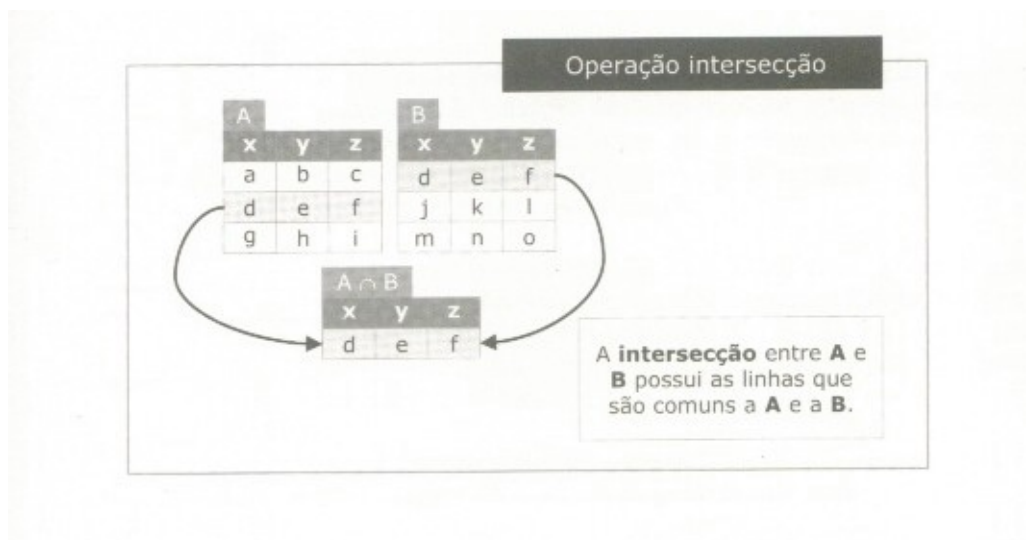 Operação intersecção
A B
x y z x y z
a b c d e f
d e f j k l
g h i m n o
A ∩ B
x y z
d e f
A intersecção entre A e
B possui as linhas que
são comuns a A e a B.